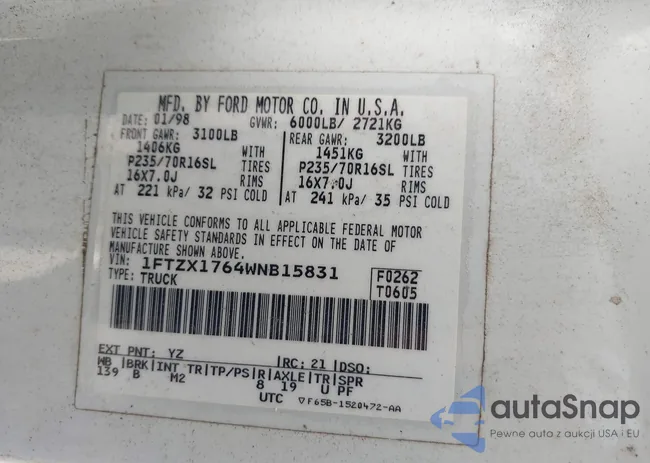 MFD. BY FORD MOTOR CO. IN U.S.A.
DATE: 01/98 GVWR: 6000LB/ 2721KG
FRONT GAWR: 3100LB REAR GAWR: 3200LB
1406KG WITH 1451KG WITH
P235/70R16SL TIRES P235/70R16SL TIRES
16X7.0J RIMS 16X7.0J RIMS
AT 221 kPa/ 32 PSI COLD AT 241 kPa/ 35 PSI COLD
THIS VEHICLE CONFORMS TO ALL APPLICABLE FEDERAL MOTOR
VEHICLE SAFETY STANDARDS IN EFFECT ON THE DATE OF
MANUFACTURE SHOWN ABOVE.
VIN: 1FTZX1764WNB15831 F0262
TYPE: TRUCK T0605
EXT PNT: YZ RC: 21 DSO:
WB BRK INT TR TP/PS R AXLE TR SPR
139 B M2 8 19 U PF
UTC ▽F65B-1520472-AA
autoSnap
Pewne auta z aukcji USA i EU